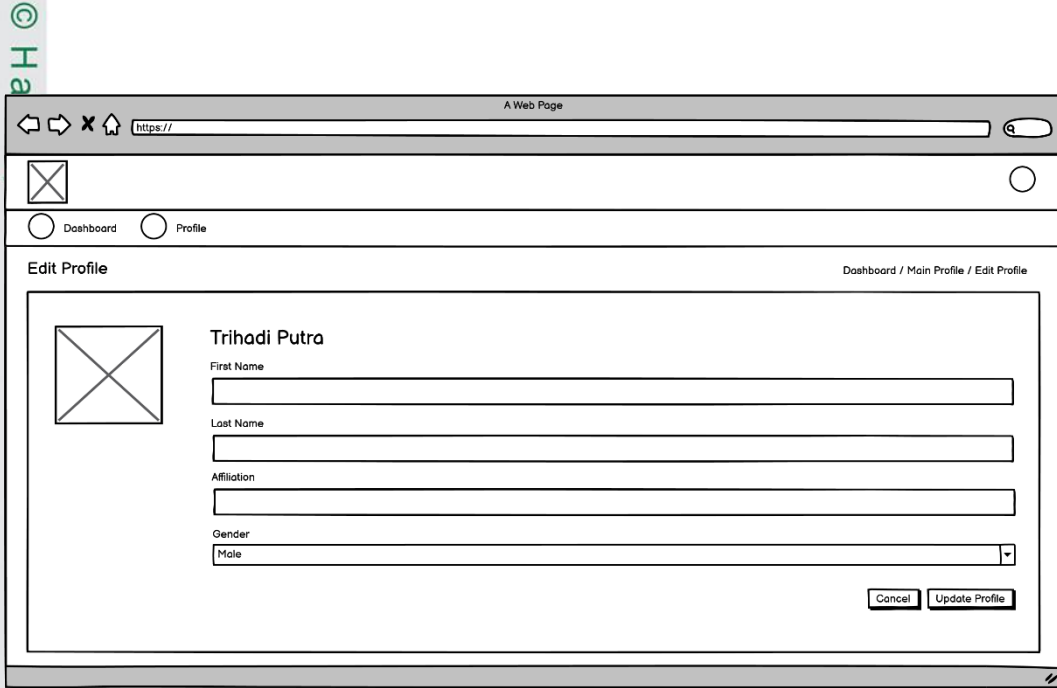 © Ha
A Web Page
https://
Dashboard Profile
Edit Profile
Dashboard / Main Profile / Edit Profile
Trihadi Putra
First Name
Last Name
Affiliation
Gender
Male
Cancel Update Profile